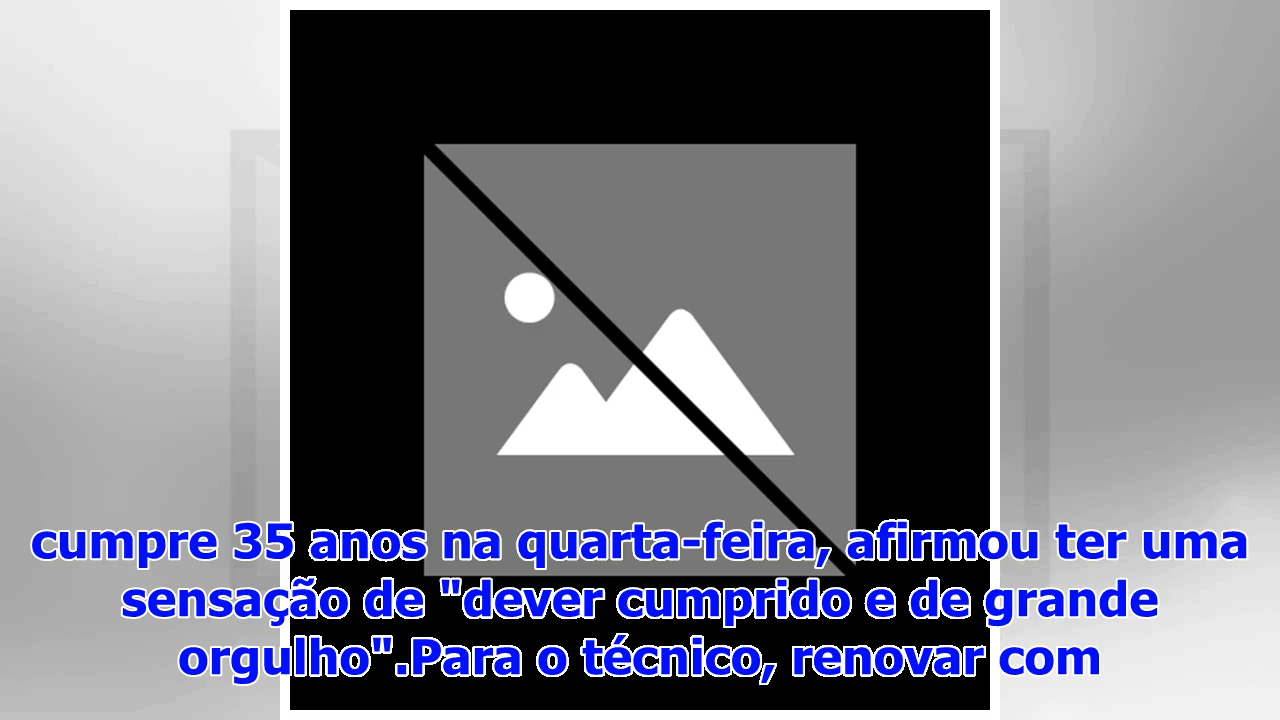 cumpre 35 anos na quarta-feira, afirmou ter uma
sensação de "dever cumprido e de grande
orgulho".Para o técnico, renovar com